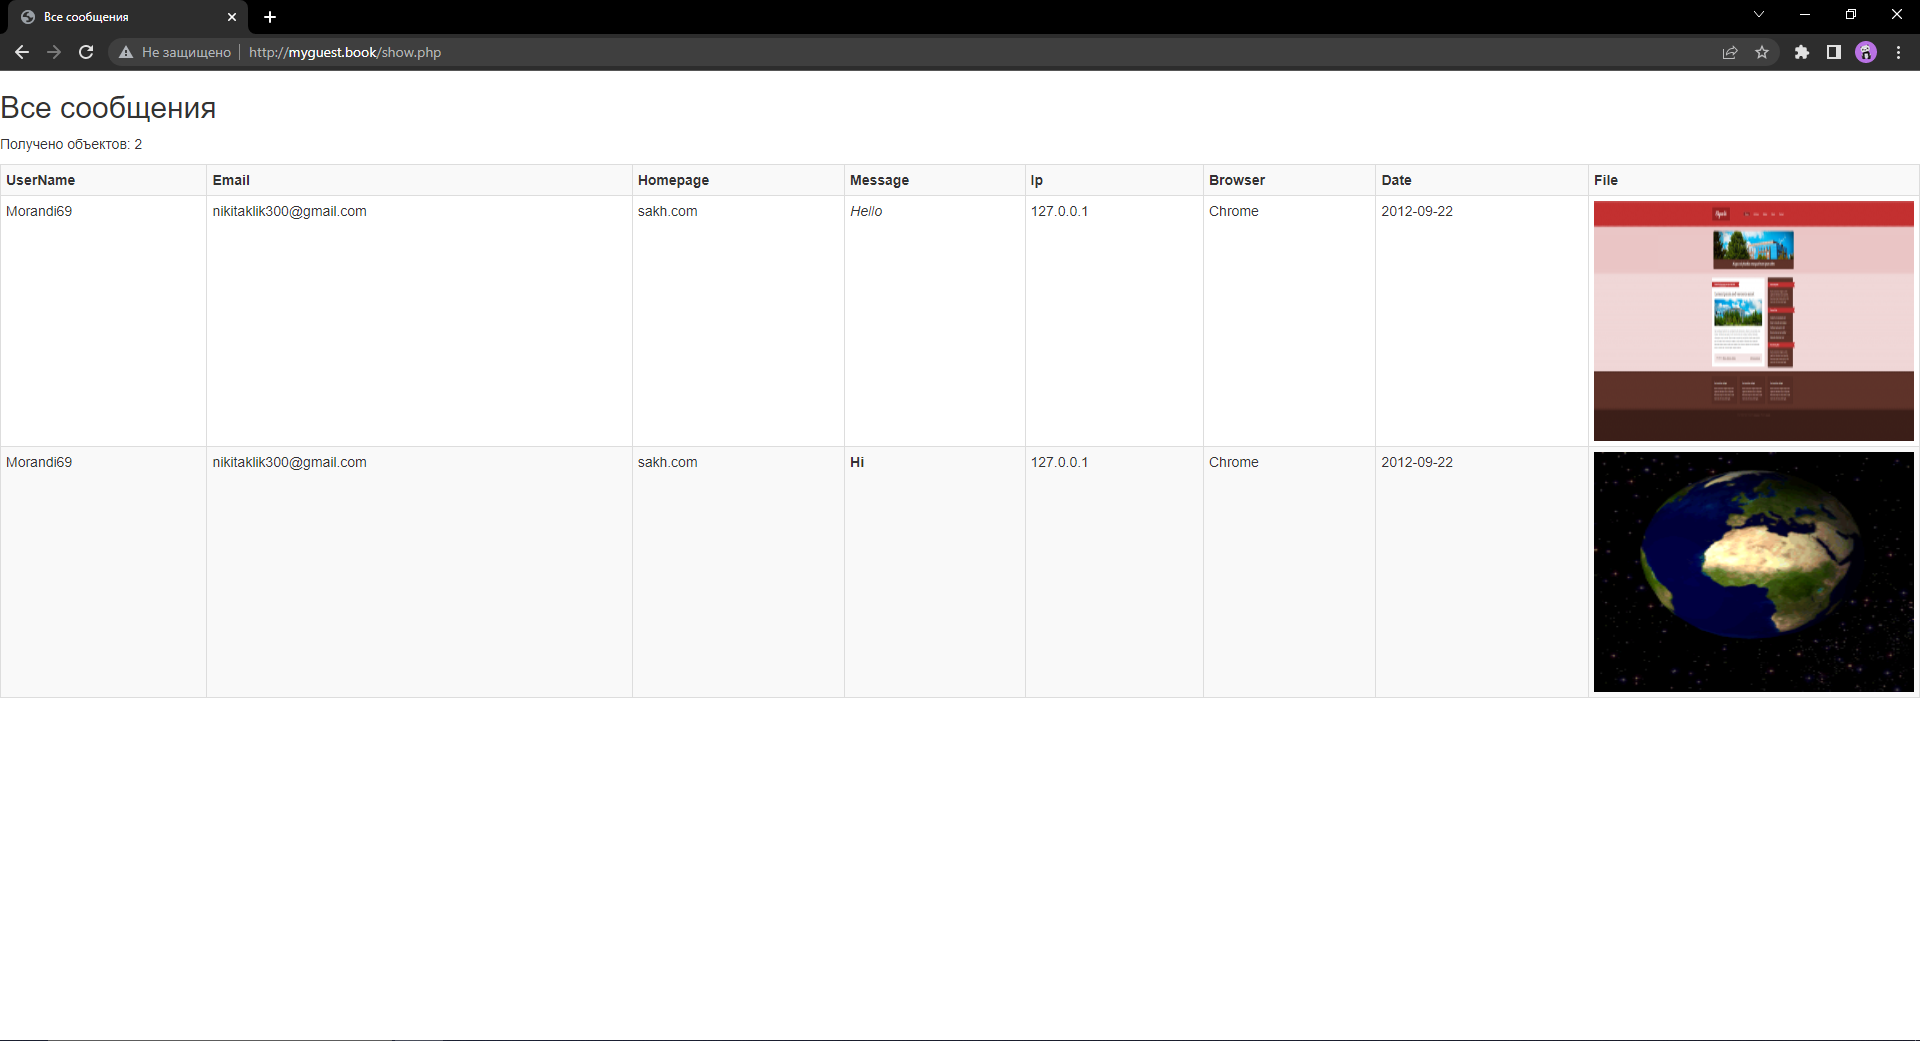 Все сообщения
Не защищено http://myguest.book/show.php
Все сообщения
Получено объектов: 2
UserName Email Homepage Message Ip Browser Date File
Morandi69 nikitaklik300@gmail.com sakh.com Hello 127.0.0.1 Chrome 2012-09-22
Morandi69 nikitaklik300@gmail.com sakh.com Hi 127.0.0.1 Chrome 2012-09-22